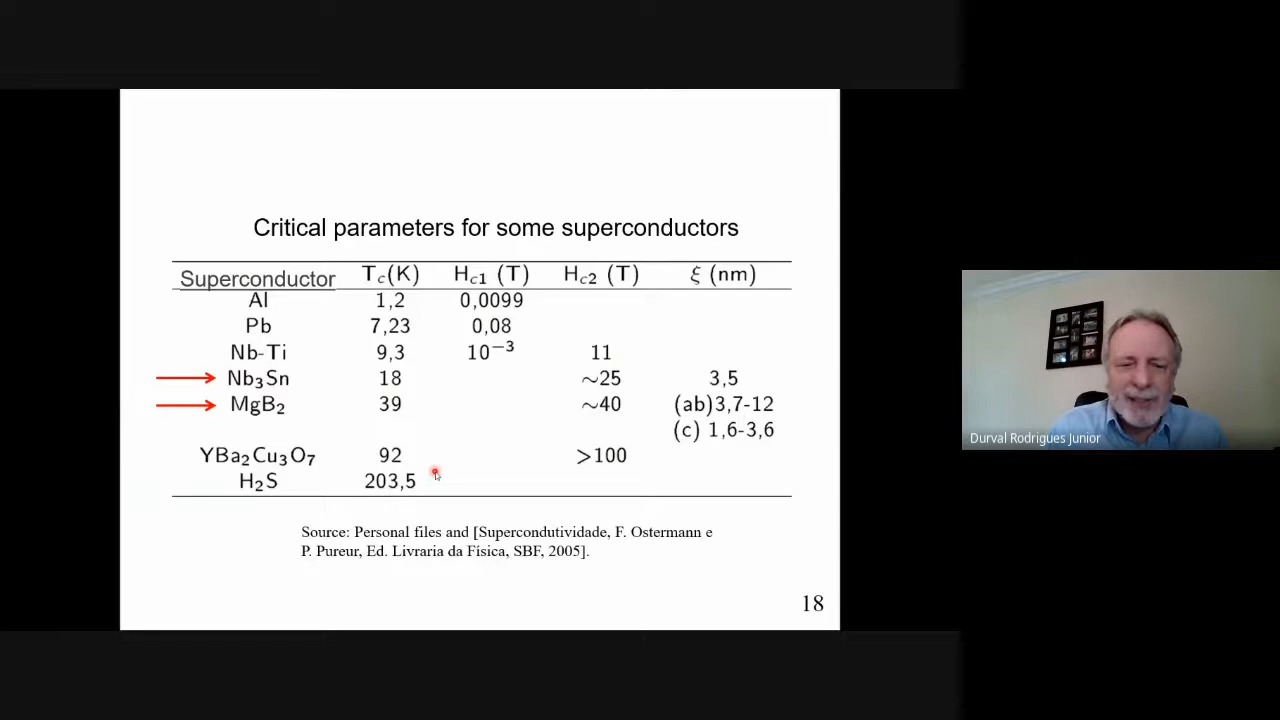 Critical parameters for some superconductors
Superconductor T_c(K) H_c1 (T) H_c2 (T) ξ (nm)
Al 1,2 0,0099
Pb 7,23 0,08
Nb-Ti 9,3 10⁻³ 11
Nb₃Sn 18 ~25 3,5
MgB₂ 39 ~40 (ab)3,7-12
(c) 1,6-3,6
YBa₂Cu₃O₇ 92 >100
H₂S 203,5
Source: Personal files and [Supercondutividade, F. Ostermann e
P. Pureur, Ed. Livraria da Física, SBF, 2005].
18
Durval Rodrigues Junior